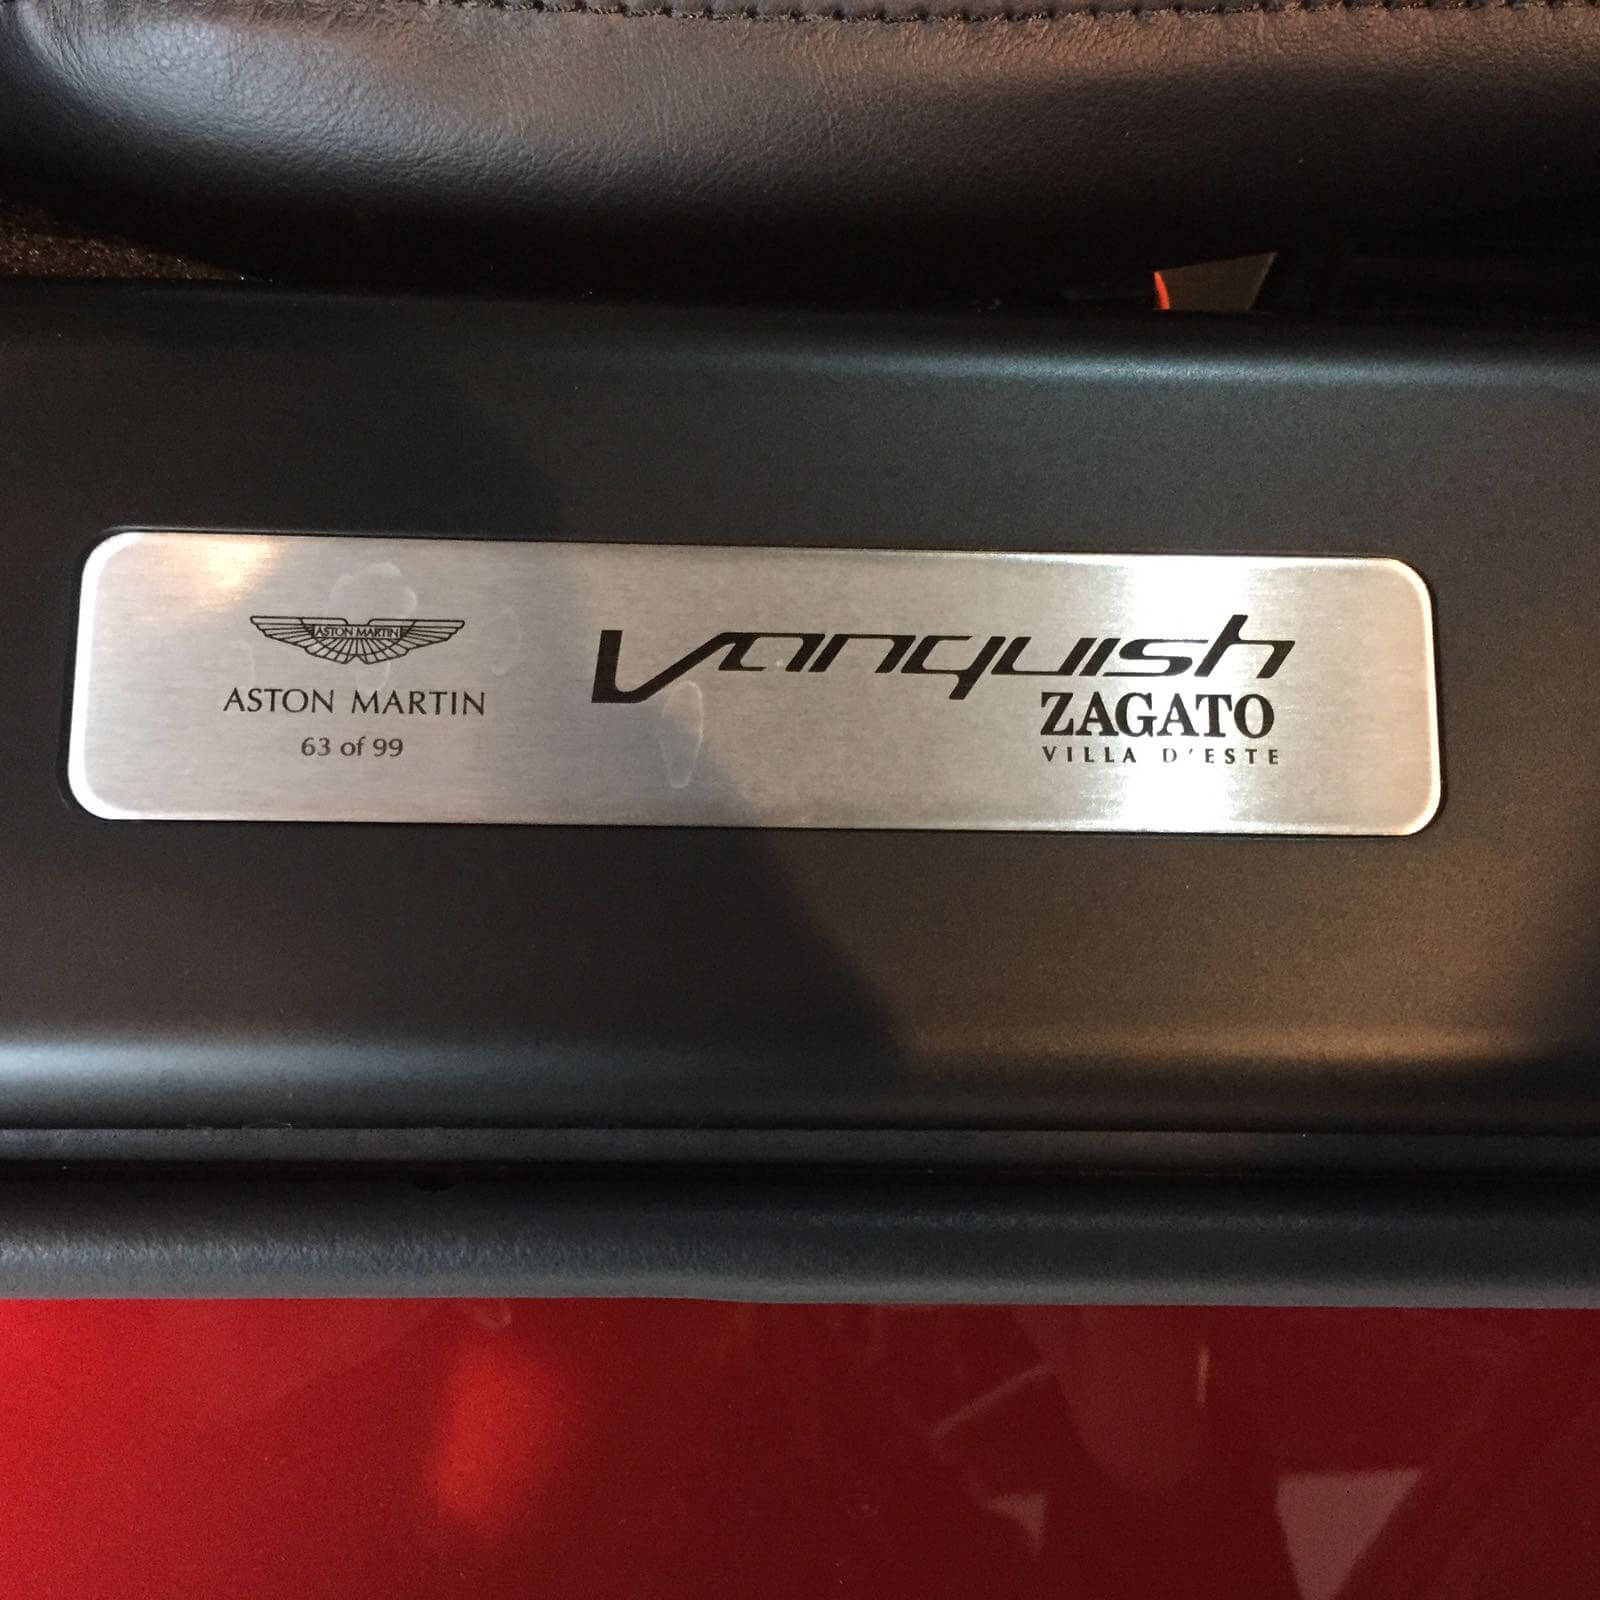 ASTON MARTIN
ASTON MARTIN
63 of 99
Vanquish
ZAGATO
VILLA D'ESTE